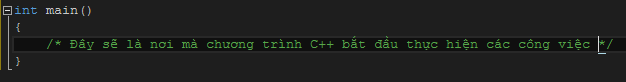 int main()
{
/* Đây sẽ là nơi mà chương trình C++ bắt đầu thực hiện các công việc */
}